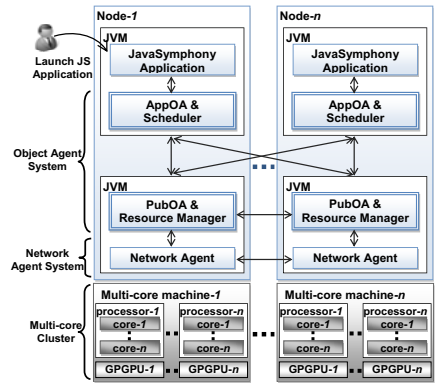 Node-1
JVM
JavaSymphony
Application
AppOA &
Scheduler
JVM
PubOA &
Resource Manager
Network Agent
Node-n
JVM
JavaSymphony
Application
AppOA &
Scheduler
JVM
PubOA &
Resource Manager
Network Agent
Launch JS
Application
Object Agent
System
Network
Agent System
Multi-core
Cluster
Multi-core machine-1
processor-1
core-1
core-n
processor-n
core-1
core-n
GPGPU-1
GPGPU-n
Multi-core machine-n
processor-1
core-1
core-n
processor-n
core-1
core-n
GPGPU-1
GPGPU-n